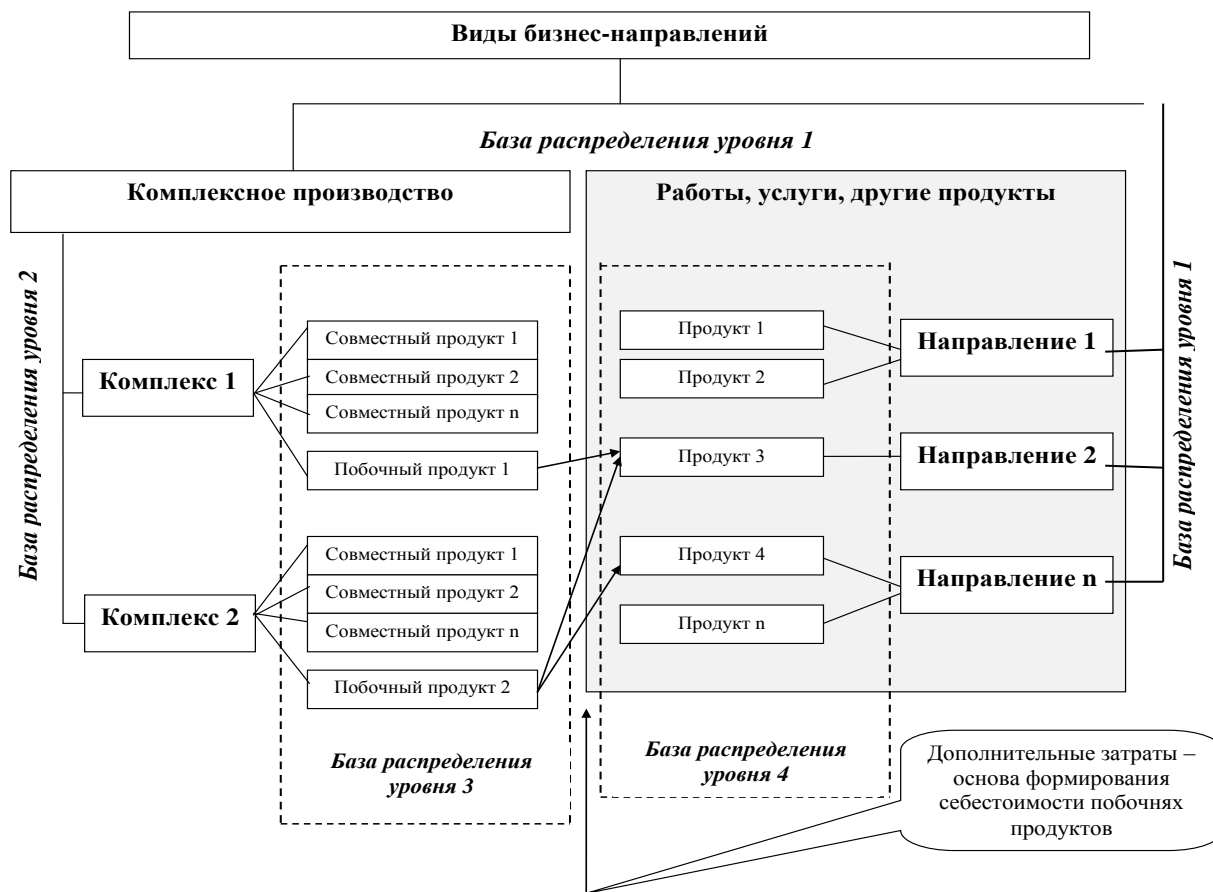 Виды бизнес-направлений
База распределения уровня 1
Комплексное производство
Работы, услуги, другие продукты
База распределения уровня 2
Комплекс 1
Совместный продукт 1
Совместный продукт 2
Совместный продукт n
Побочный продукт 1
Комплекс 2
Совместный продукт 1
Совместный продукт 2
Совместный продукт n
Побочный продукт 2
База распределения
уровня 3
Продукт 1
Продукт 2
Продукт 3
Продукт 4
Продукт n
База распределения
уровня 4
Направление 1
Направление 2
Направление n
База распределения уровня 1
Дополнительные затраты –
основа формирования
себестоимости побочнях
продуктов